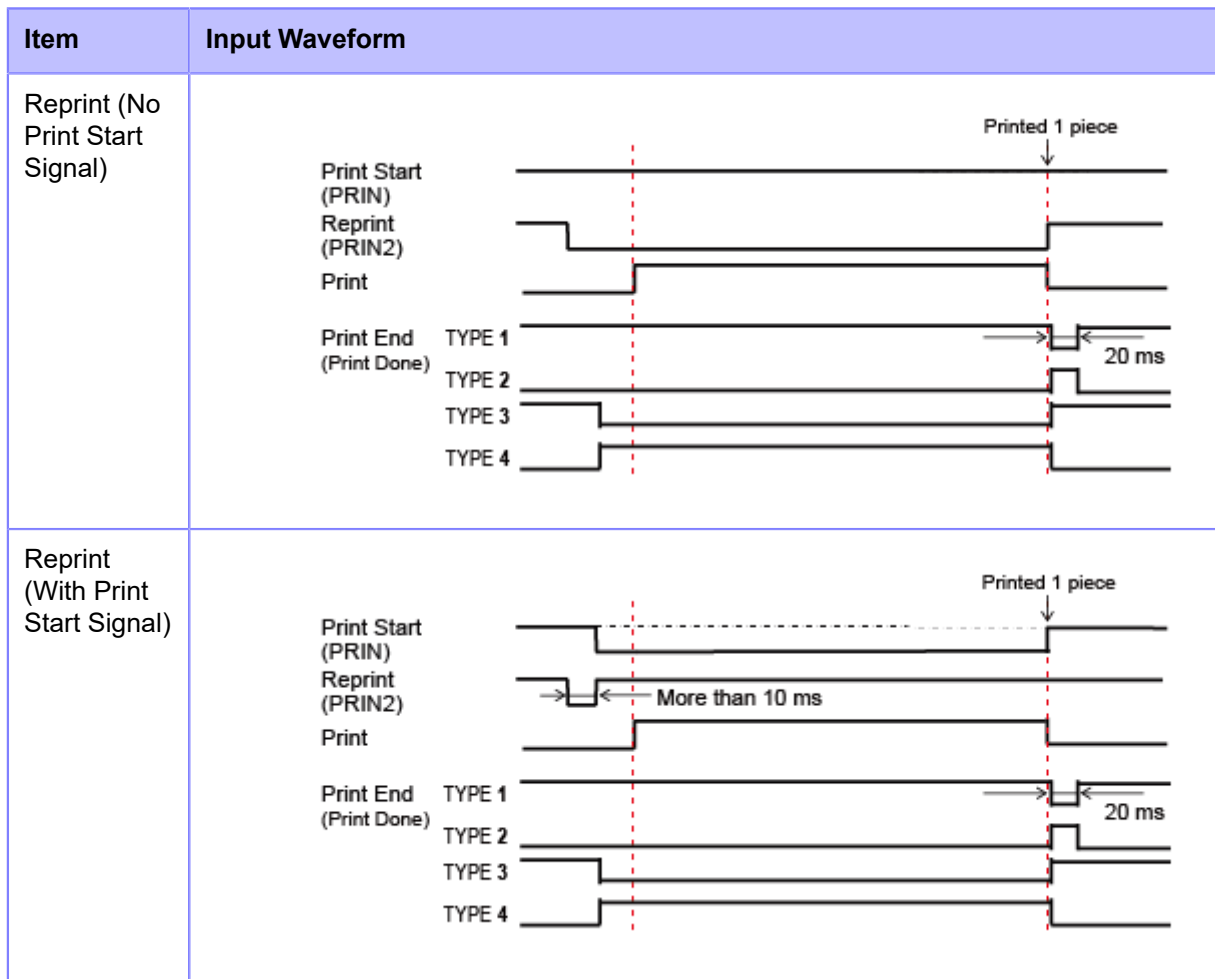 Item
Input Waveform
Reprint (No
Print Start
Signal)
Printed 1 piece
Print Start
(PRIN)
Reprint
(PRIN2)
Print
Print End
(Print Done)
TYPE 1
20 ms
TYPE 2
TYPE 3
TYPE 4
Reprint
(With Print
Start Signal)
Printed 1 piece
Print Start
(PRIN)
Reprint
(PRIN2)
More than 10 ms
Print
Print End
(Print Done)
TYPE 1
20 ms
TYPE 2
TYPE 3
TYPE 4